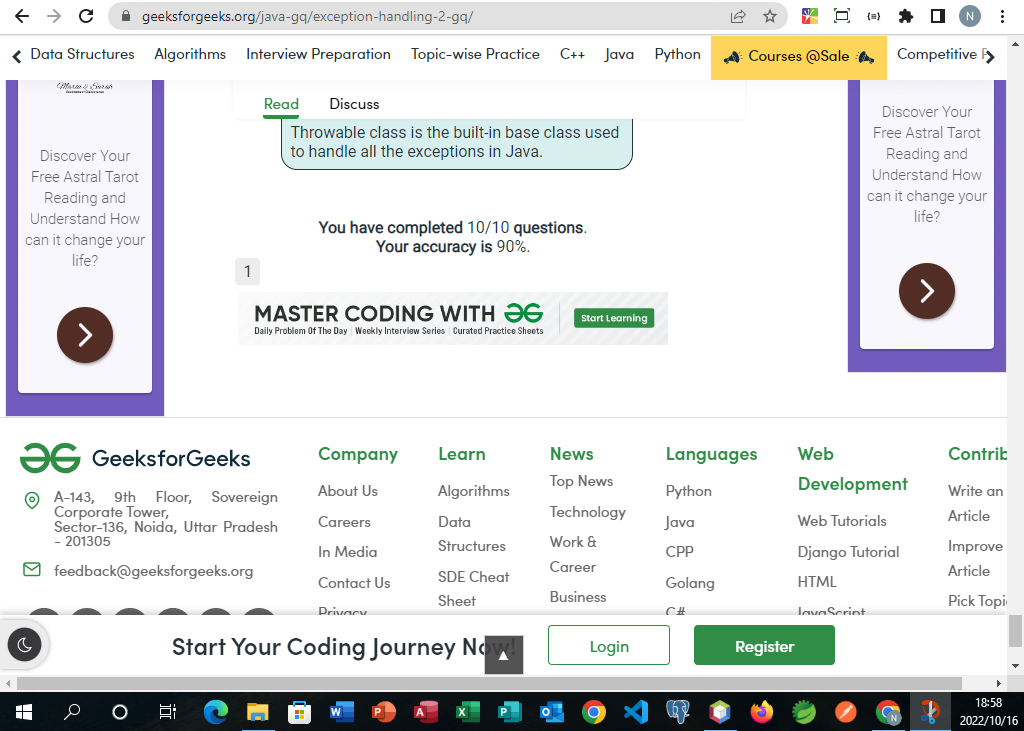 geeksforgeeks.org/java-gq/exception-handling-2-gq/
N
Data Structures Algorithms Interview Preparation Topic-wise Practice C++ Java Python Courses @Sale Competitive
Maria & Sarah
Read Discuss
Throwable class is the built-in base class used
to handle all the exceptions in Java.
Discover Your
Free Astral Tarot
Reading and
Understand How
can it change your
life?
Discover Your
Free Astral Tarot
Reading and
Understand How
can it change your
life?
You have completed 10/10 questions.
Your accuracy is 90%.
1
MASTER CODING WITH
Daily Problem Of The Day | Weekly Interview Series | Curated Practice Sheets
Start Learning
GeeksforGeeks
A-143, 9th Floor, Sovereign
Corporate Tower,
Sector-136, Noida, Uttar Pradesh
- 201305
feedback@geeksforgeeks.org
Company
About Us
Careers
In Media
Contact Us
Privacy
Learn
Algorithms
Data
Structures
SDE Cheat
Sheet
News
Top News
Technology
Work &
Career
Business
Languages
Python
Java
CPP
Golang
C#
Web
Development
Web Tutorials
Django Tutorial
HTML
JavaScript
Contrib
Write an
Article
Improve
Article
Pick Topi
Start Your Coding Journey Now!
Login
Register
18:58
2022/10/16